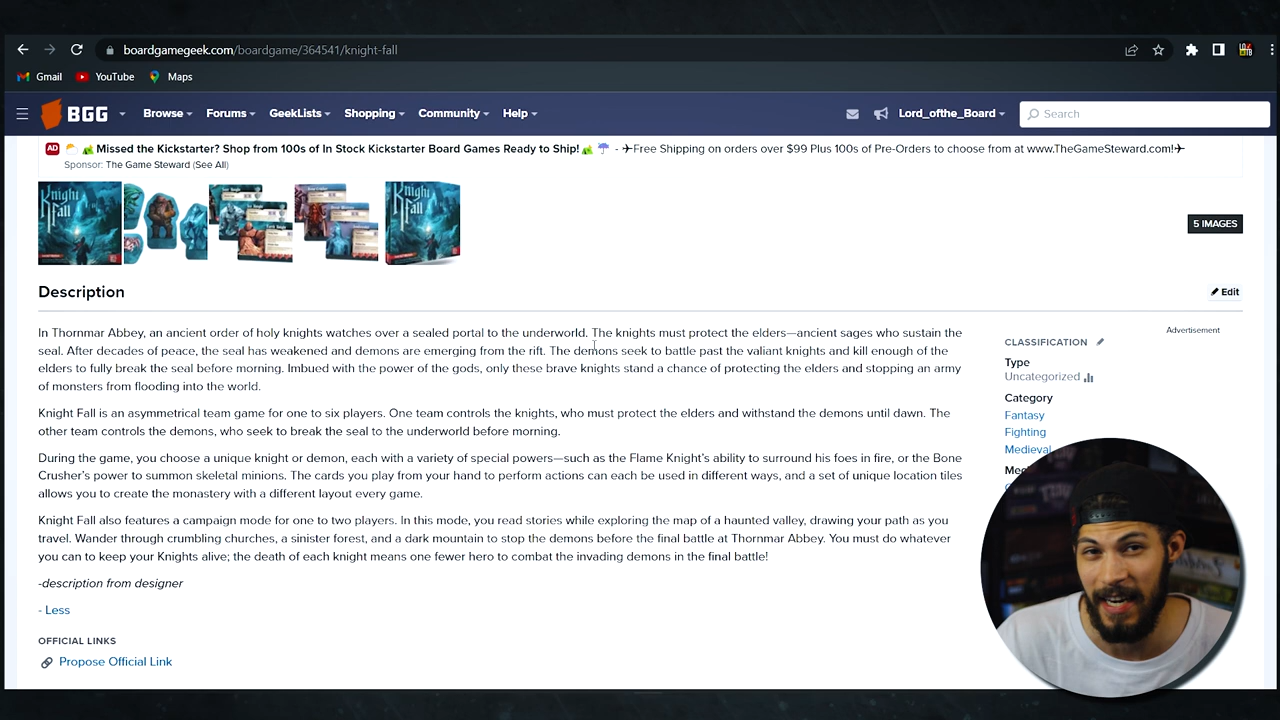 boardgamegeek.com/boardgame/364541/knight-fall
Gmail YouTube Maps
BGG Browse Forums GeekLists Shopping Community Help Lord_ofthe_Board Search
AD Missed the Kickstarter? Shop from 100s of In Stock Kickstarter Board Games Ready to Ship! - ✈Free Shipping on orders over $99 Plus 100s of Pre-Orders to choose from at www.TheGameSteward.com!✈
Sponsor: The Game Steward (See All)
Knight Fall
Knight Fall
5 IMAGES
Description
Edit
In Thornmar Abbey, an ancient order of holy knights watches over a sealed portal to the underworld. The knights must protect the elders—ancient sages who sustain the
seal. After decades of peace, the seal has weakened and demons are emerging from the rift. The demons seek to battle past the valiant knights and kill enough of the
elders to fully break the seal before morning. Imbued with the power of the gods, only these brave knights stand a chance of protecting the elders and stopping an army
of monsters from flooding into the world.
Knight Fall is an asymmetrical team game for one to six players. One team controls the knights, who must protect the elders and withstand the demons until dawn. The
other team controls the demons, who seek to break the seal to the underworld before morning.
During the game, you choose a unique knight or demon, each with a variety of special powers—such as the Flame Knight's ability to surround his foes in fire, or the Bone
Crusher's power to summon skeletal minions. The cards you play from your hand to perform actions can each be used in different ways, and a set of unique location tiles
allows you to create the monastery with a different layout every game.
Knight Fall also features a campaign mode for one to two players. In this mode, you read stories while exploring the map of a haunted valley, drawing your path as you
travel. Wander through crumbling churches, a sinister forest, and a dark mountain to stop the demons before the final battle at Thornmar Abbey. You must do whatever
you can to keep your Knights alive; the death of each knight means one fewer hero to combat the invading demons in the final battle!
-description from designer
- Less
OFFICIAL LINKS
Propose Official Link
Advertisement
CLASSIFICATION
Type
Uncategorized
Category
Fantasy
Fighting
Medieval